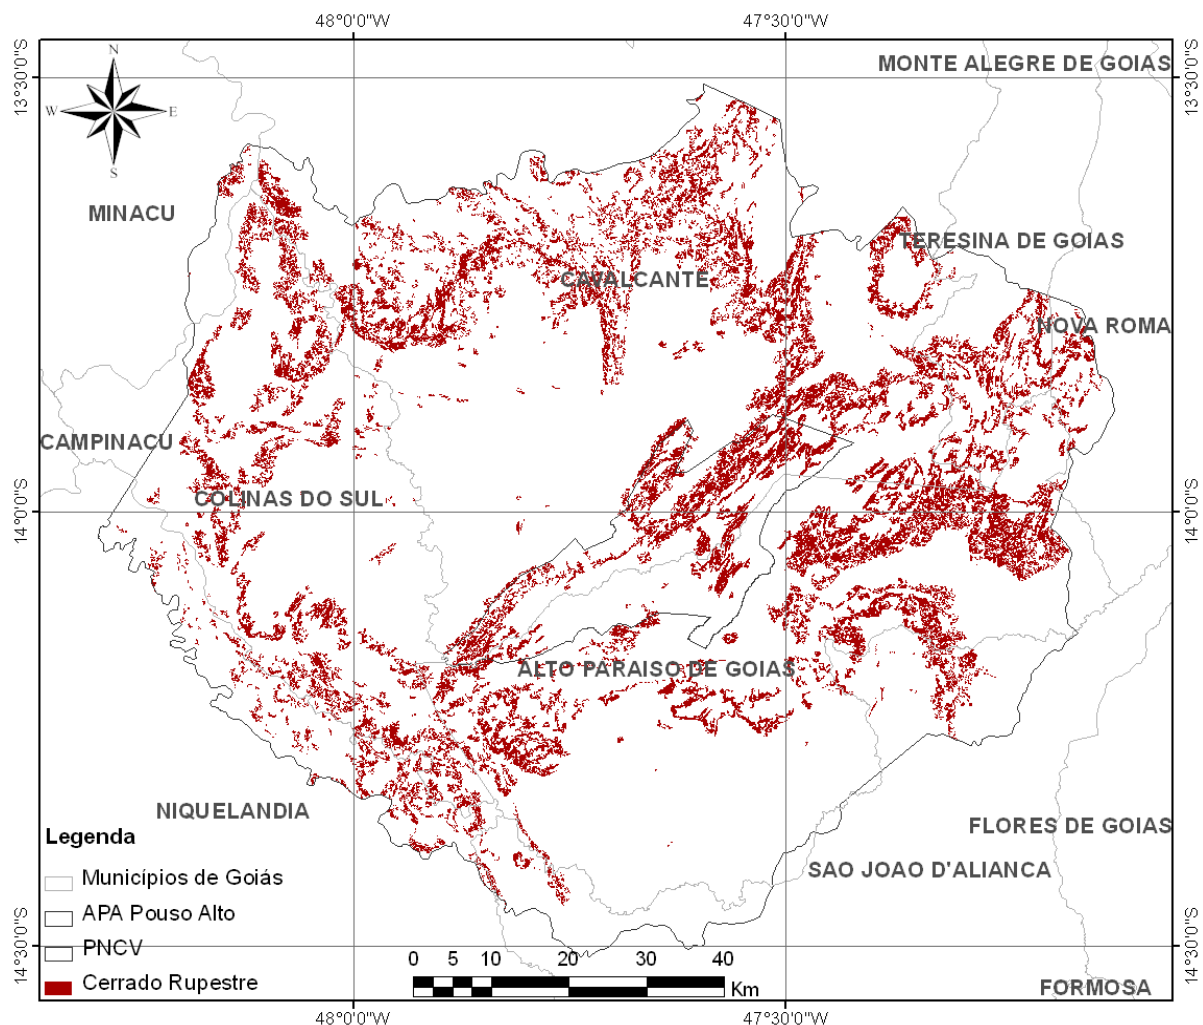 48°0'0"W 47°30'0"W
MONTE ALEGRE DE GOIAS
13°30'0"S 13°30'0"S
N
W E
S
MINACU
TERESINA DE GOIAS
CAVALCANTE
NOVA ROMA
CAMPINACU
COLINAS DO SUL
14°0'0"S 14°0'0"S
ALTO PARAISO DE GOIAS
NIQUELANDIA
FLORES DE GOIAS
SAO JOAO D'ALIANCA
Legenda
Municípios de Goiás
APA Pouso Alto
PNCV
Cerrado Rupestre
0 5 10 20 30 40
Km
14°30'0"S 14°30'0"S
FORMOSA
48°0'0"W 47°30'0"W